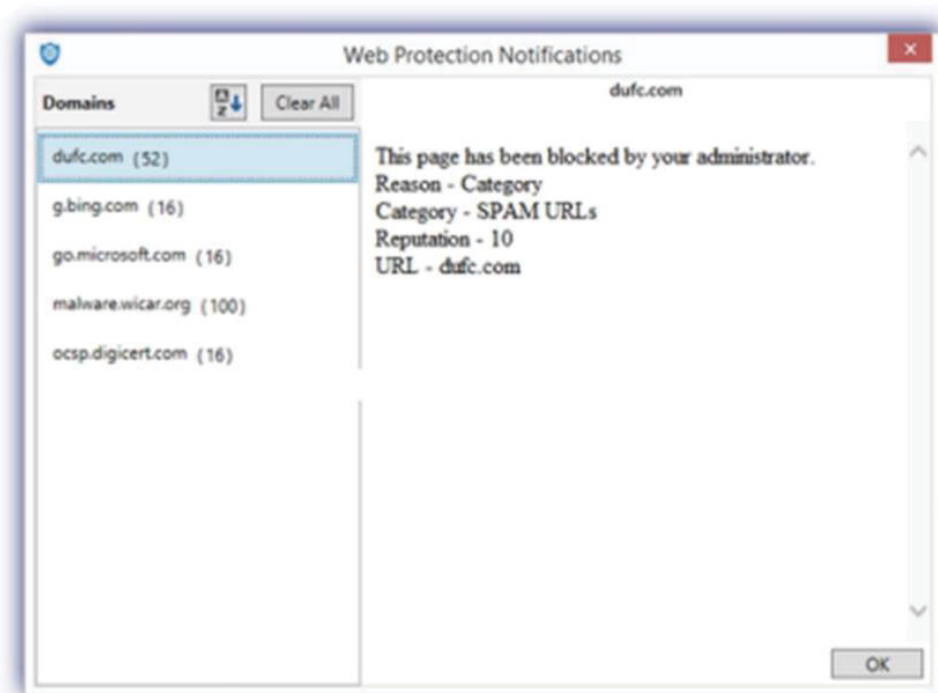 Web Protection Notifications
Domains
Clear All
dufc.com
dufc.com (52)
g.bing.com (16)
go.microsoft.com (16)
malware.wicar.org (100)
ocsp.digicert.com (16)
This page has been blocked by your administrator.
Reason - Category
Category - SPAM URLs
Reputation - 10
URL - dufc.com
OK